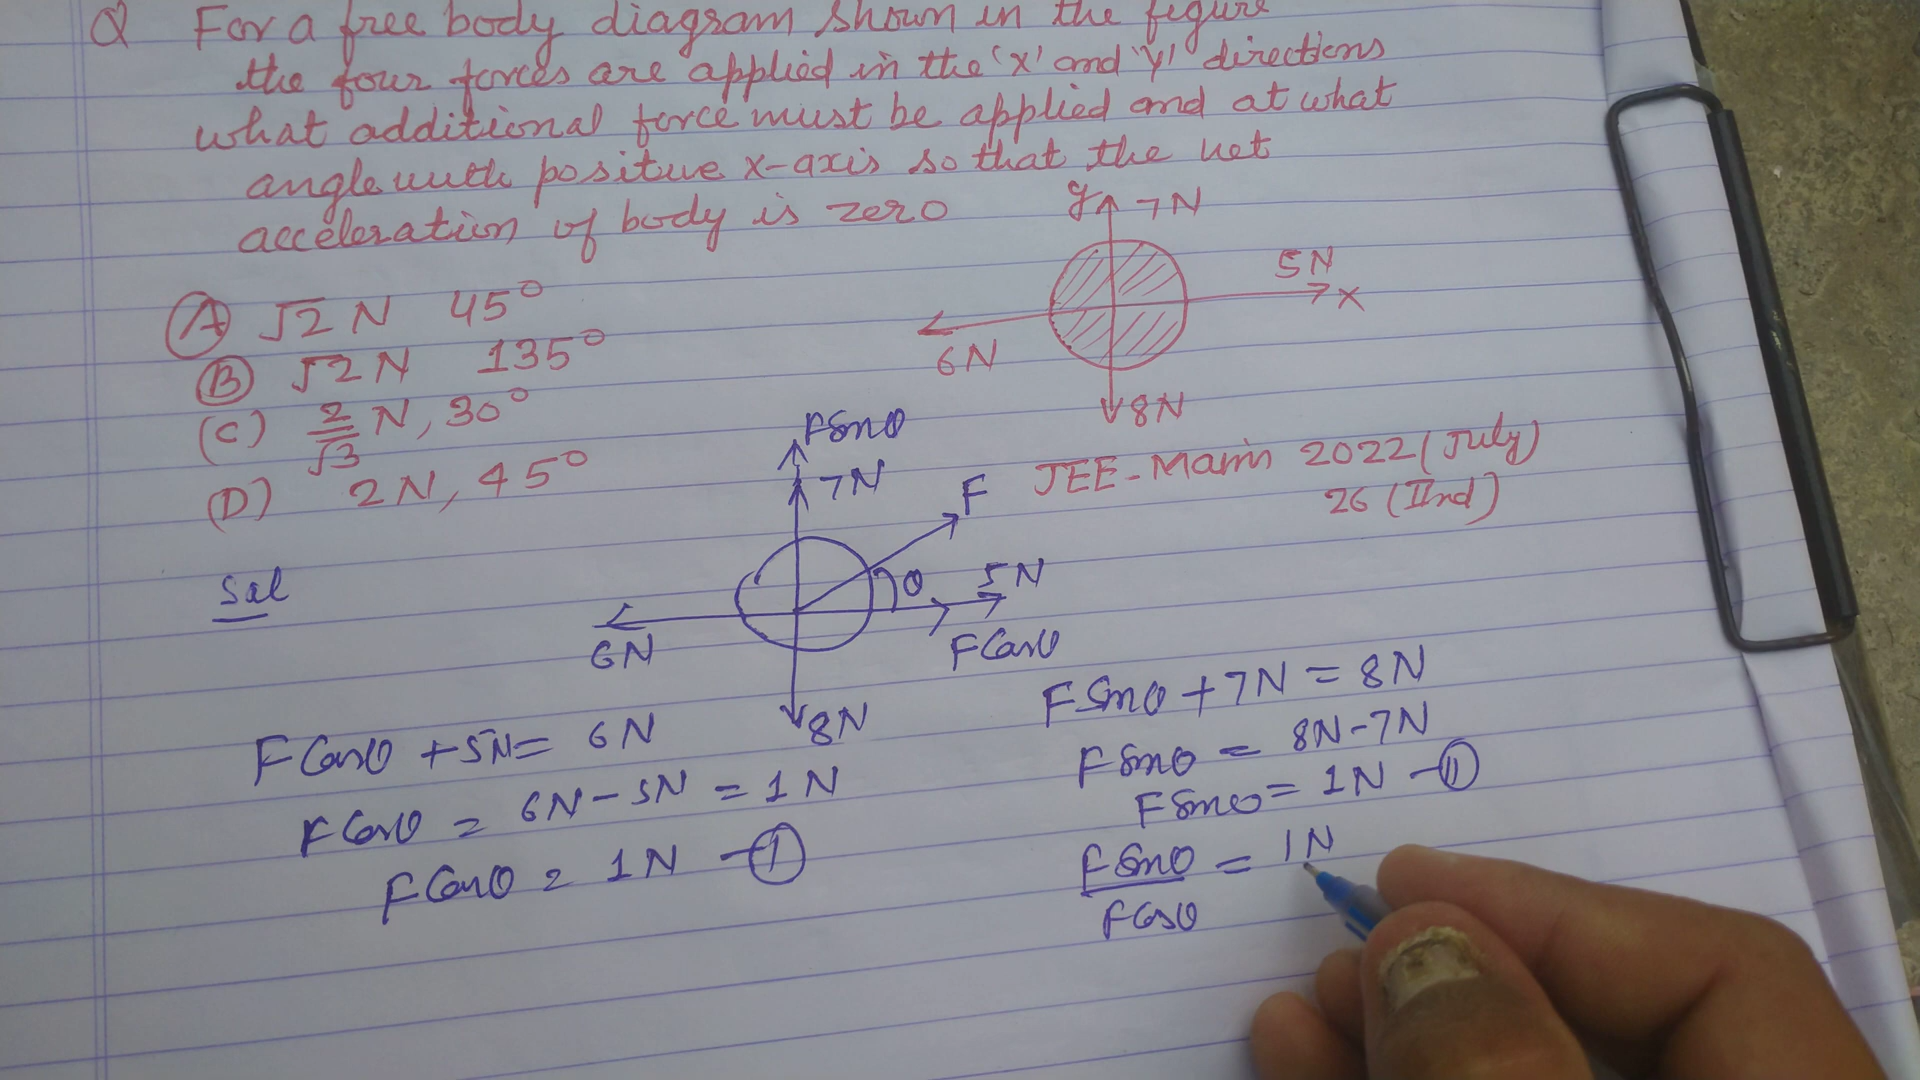 Q For a free body diagram shown in the figure
the four forces are applied in the 'x' and 'y' directions
what additional force must be applied and at what
angle with positive x-axis so that the net
acceleration of body is zero
y 7N
5N
x
6N
8N
(A) √2 N 45°
(B) √2 N 135°
(C) 2/√3 N, 30°
(D) 2N, 45°
JEE-Main 2022 (July)
26 (IInd)
Sol
F Sinθ
7N
F
θ
5N
6N
F Cosθ
8N
F Cosθ + 5N = 6N
F Cosθ = 6N - 5N = 1N
F Cosθ = 1N - (I)
F Sinθ + 7N = 8N
F Sinθ = 8N - 7N
F Sinθ = 1N - (II)
F Sinθ = 1N
F Cosθ